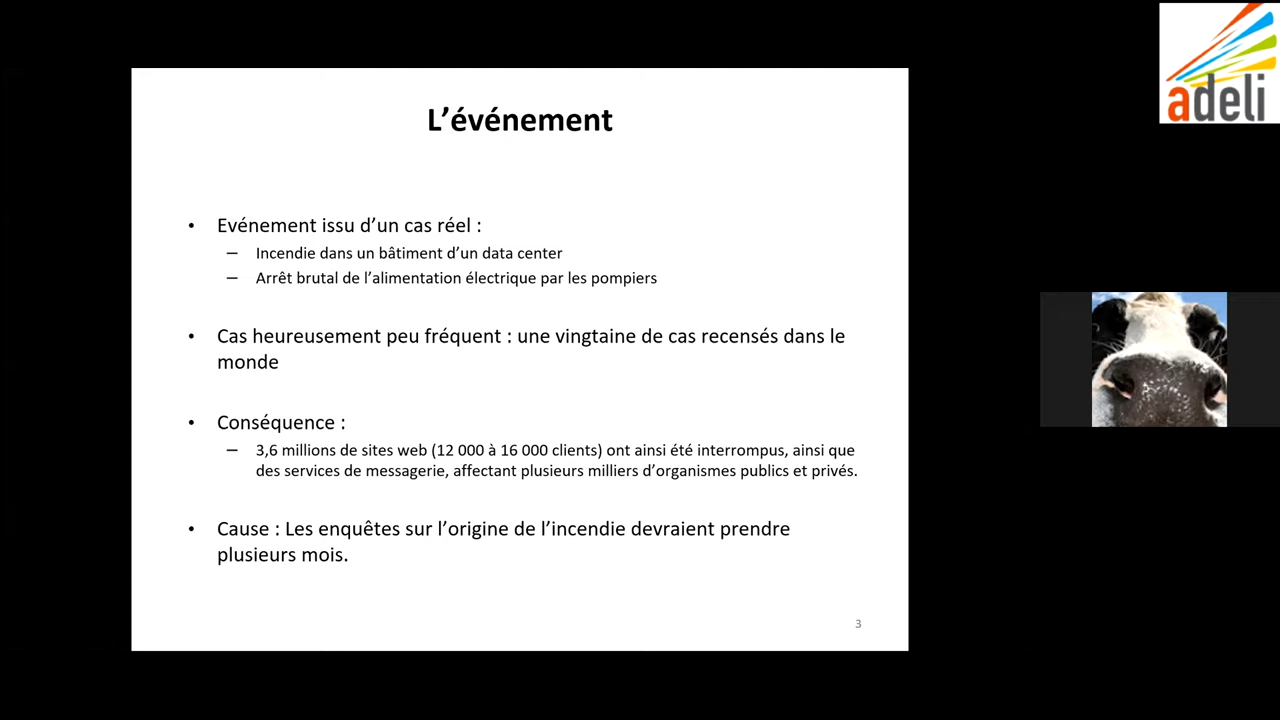 adeli
L’événement
• Evénement issu d’un cas réel :
– Incendie dans un bâtiment d’un data center
– Arrêt brutal de l’alimentation électrique par les pompiers
• Cas heureusement peu fréquent : une vingtaine de cas recensés dans le
monde
• Conséquence :
– 3,6 millions de sites web (12 000 à 16 000 clients) ont ainsi été interrompus, ainsi que
des services de messagerie, affectant plusieurs milliers d’organismes publics et privés.
• Cause : Les enquêtes sur l’origine de l’incendie devraient prendre
plusieurs mois.
3